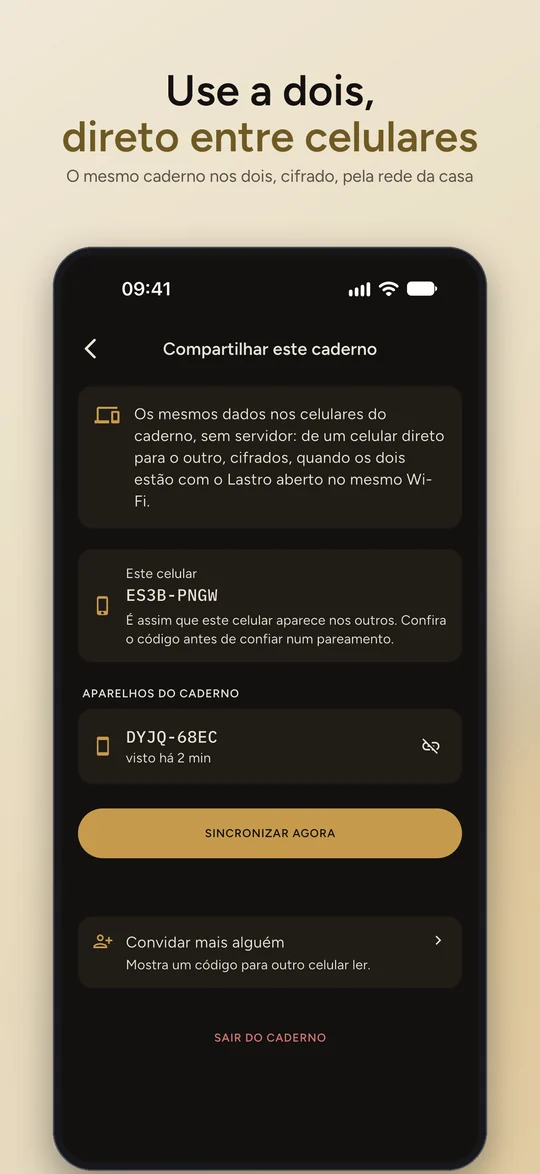 Use a dois,
direto entre celulares
O mesmo caderno nos dois, cifrado, pela rede da casa
09:41
Compartilhar este caderno
Os mesmos dados nos celulares do
caderno, sem servidor: de um celular direto
para o outro, cifrados, quando os dois
estão com o Lastro aberto no mesmo Wi-
Fi.
Este celular
ES3B-PNGW
É assim que este celular aparece nos outros. Confira
o código antes de confiar num pareamento.
APARELHOS DO CADERNO
DYJQ-68EC
visto há 2 min
SINCRONIZAR AGORA
Convidar mais alguém
Mostra um código para outro celular ler.
SAIR DO CADERNO